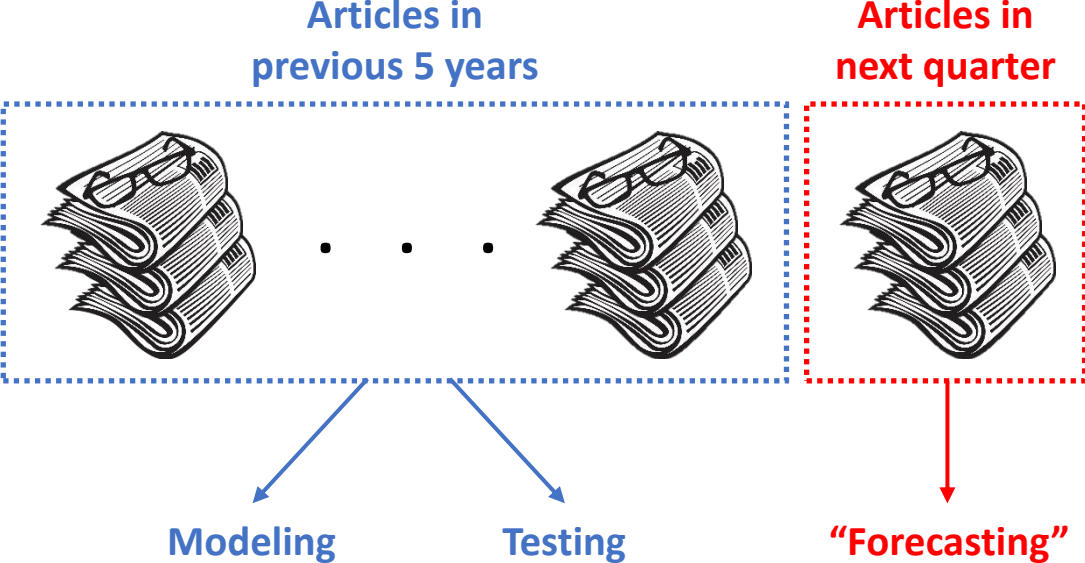 Articles in
previous 5 years
Articles in
next quarter
Modeling
Testing
“Forecasting”